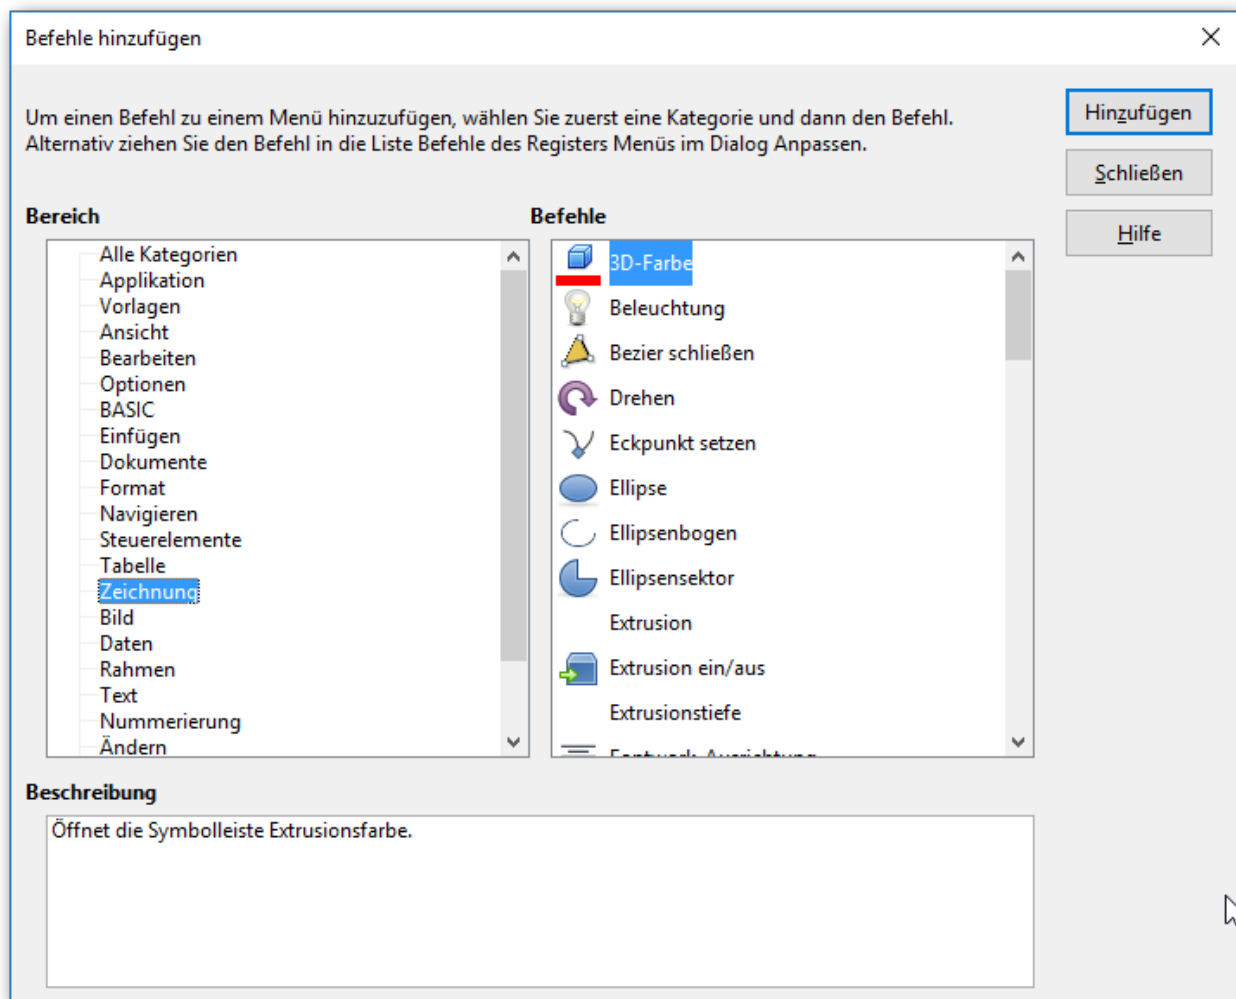 Befehle hinzufügen
Um einen Befehl zu einem Menü hinzuzufügen, wählen Sie zuerst eine Kategorie und dann den Befehl.
Alternativ ziehen Sie den Befehl in die Liste Befehle des Registers Menüs im Dialog Anpassen.
Hinzufügen
Schließen
Hilfe
Bereich
Alle Kategorien
Applikation
Vorlagen
Ansicht
Bearbeiten
Optionen
BASIC
Einfügen
Dokumente
Format
Navigieren
Steuerelemente
Tabelle
Zeichnung
Bild
Daten
Rahmen
Text
Nummerierung
Ändern
Befehle
3D-Farbe
Beleuchtung
Bezier schließen
Drehen
Eckpunkt setzen
Ellipse
Ellipsenbogen
Ellipsensektor
Extrusion
Extrusion ein/aus
Extrusionstiefe
Fontwork-Ausrichtung
Beschreibung
Öffnet die Symbolleiste Extrusionsfarbe.